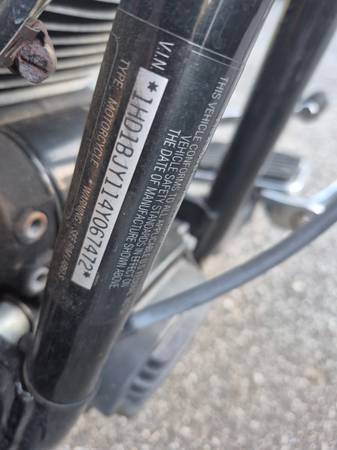 THIS VEHICLE CONFORMS TO ALL
VEHICLE SAFETY STANDARDS IN EFFECT ON
THE DATE OF MANUFACTURE SHOWN ABOVE
V.I.N.
*1HD1BJY114Y067472*
TYPE MOTORCYCLE